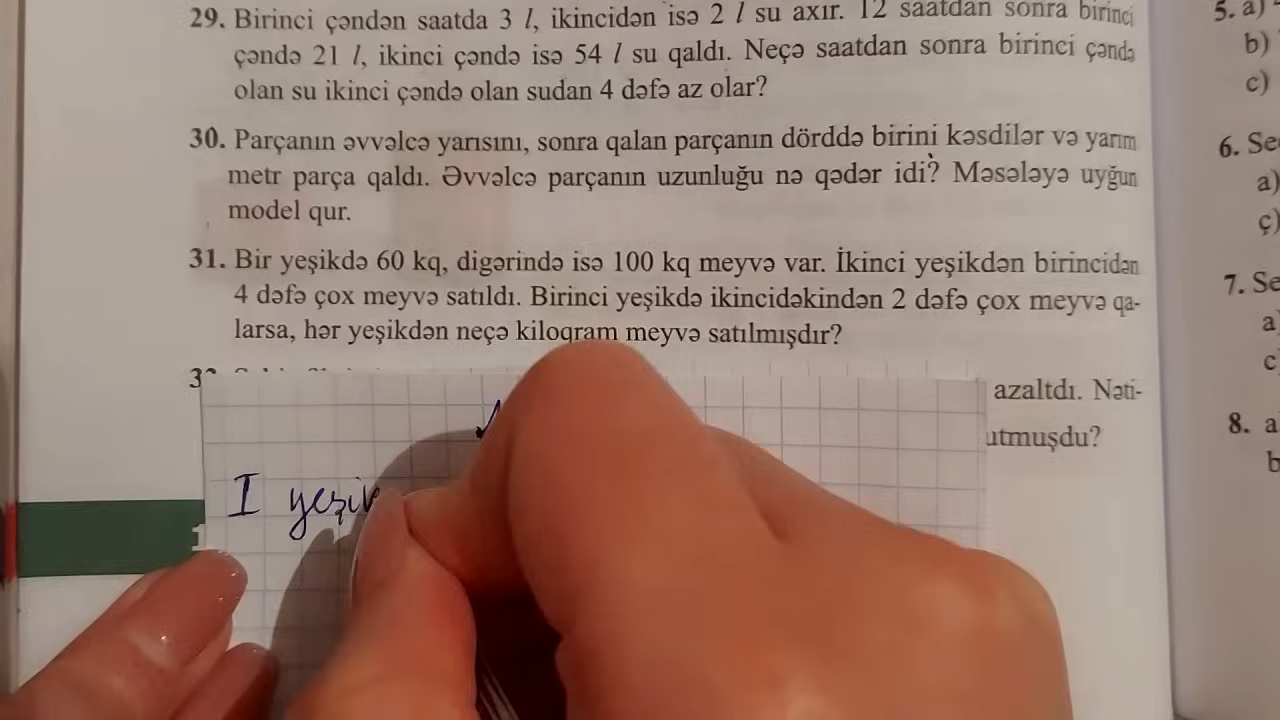 29. Birinci çəndən saatda 3 l, ikincidən isə 2 l su axır. 12 saatdan sonra birinci
çəndə 21 l, ikinci çəndə isə 54 l su qaldı. Neçə saatdan sonra birinci çəndə
olan su ikinci çəndə olan sudan 4 dəfə az olar?
30. Parçanın əvvəlcə yarısını, sonra qalan parçanın dörddə birini kəsdilər və yarım
metr parça qaldı. Əvvəlcə parçanın uzunluğu nə qədər idi? Məsələyə uyğun
model qur.
31. Bir yeşikdə 60 kq, digərində isə 100 kq meyvə var. İkinci yeşikdən birincidən
4 dəfə çox meyvə satıldı. Birinci yeşikdə ikincidəkindən 2 dəfə çox meyvə qa-
larsa, hər yeşikdən neçə kiloqram meyvə satılmışdır?
azaltdı. Nəti-
utmuşdu?
I yeşik
5. a)
b)
c)
6. Se
a)
ç)
7. Se
a
c
8. a
b